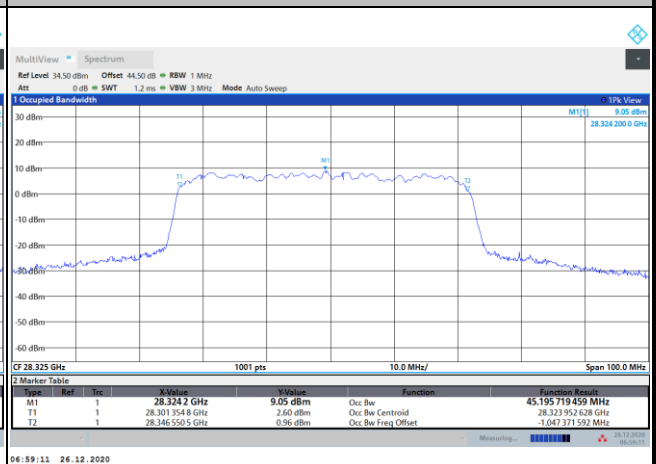 MultiView Spectrum
Ref Level 34.50 dBm Offset 44.50 dB RBW 1 MHz
Att 0 dB SWT 1.2 ms VBW 3 MHz Mode Auto Sweep
1 Occupied Bandwidth 1Pk View
M1[1] 9.05 dBm
28.324 200 0 GHz
30 dBm
20 dBm
M1
10 dBm
T1 T2
0 dBm
-10 dBm
-20 dBm
-30 dBm
-40 dBm
-50 dBm
-60 dBm
CF 28.325 GHz 1001 pts 10.0 MHz/ Span 100.0 MHz
2 Marker Table
Type Ref Trc X-Value Y-Value Function Function Result
M1 1 28.3242 GHz 9.05 dBm Occ Bw 45.195 719 459 MHz
T1 1 28.301 354 8 GHz 2.60 dBm Occ Bw Centroid 28.323 952 628 GHz
T2 1 28.346 550 5 GHz 0.96 dBm Occ Bw Freq Offset -1.047 371 592 MHz
Measuring... 26.12.2020
06:59:11
06:59:11 26.12.2020